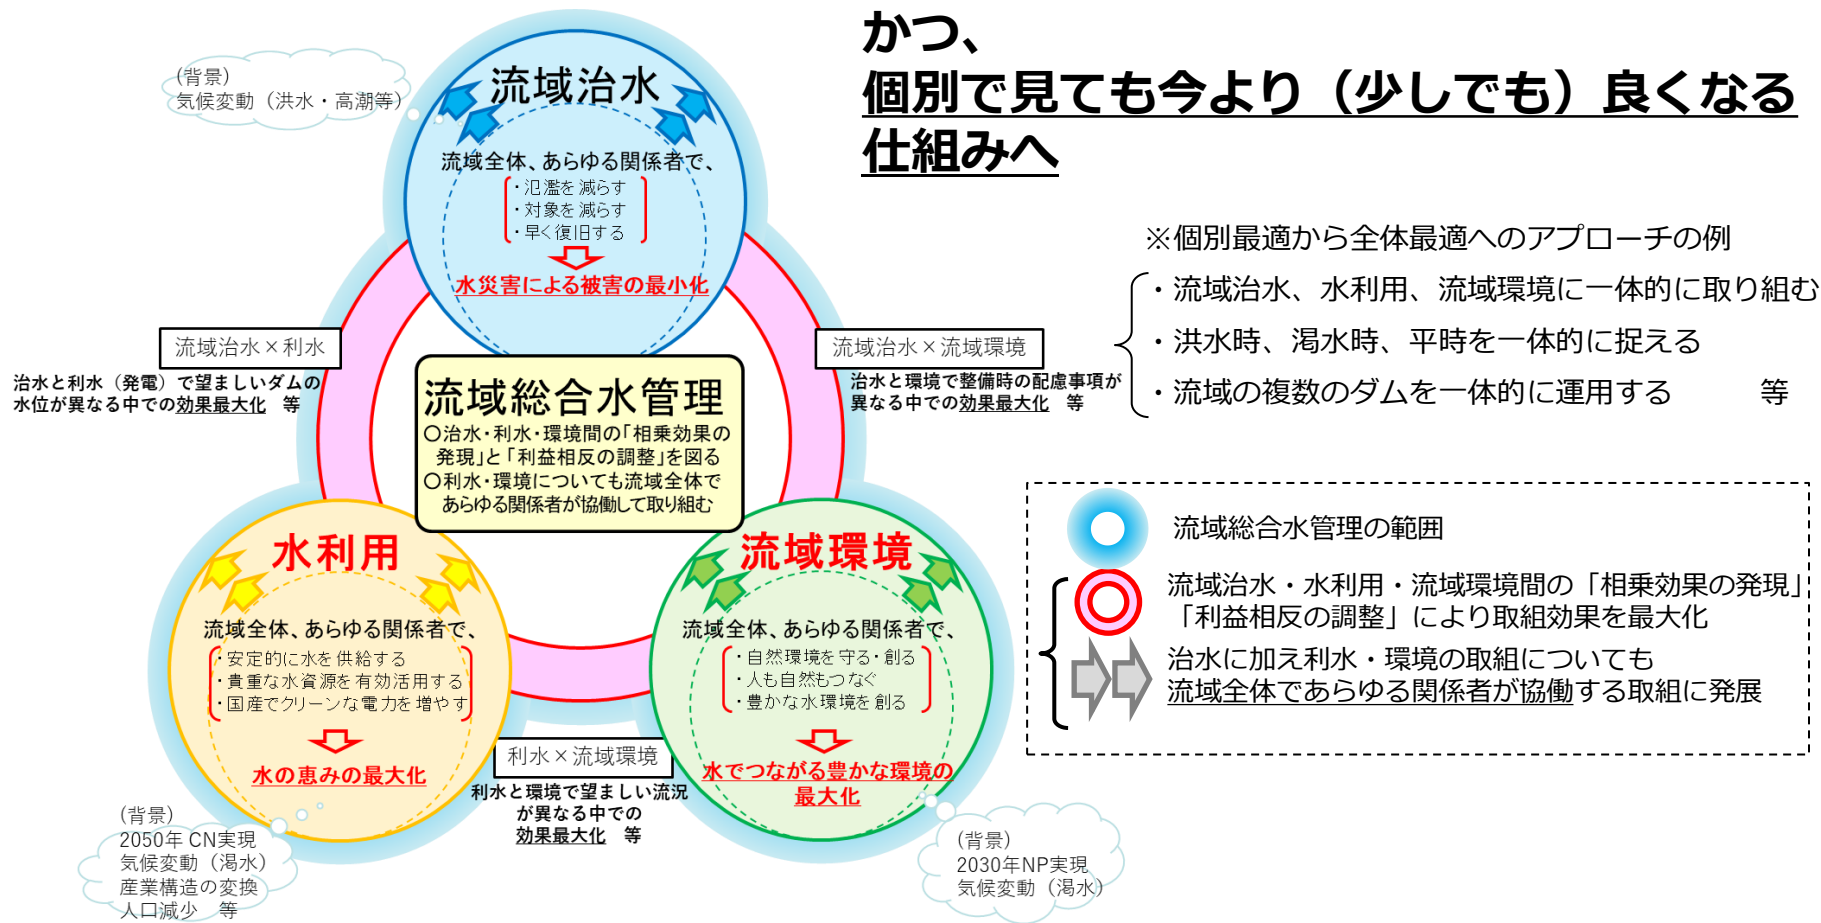 かつ、
個別で見ても今より（少しでも）良くなる
仕組みへ
(背景)
気候変動（洪水・高潮等）
流域治水
流域全体、あらゆる関係者で、
・氾濫を減らす
・対象を減らす
・早く復旧する
水災害による被害の最小化
※個別最適から全体最適へのアプローチの例
・流域治水、水利用、流域環境に一体的に取り組む
・洪水時、渇水時、平時を一体的に捉える
・流域の複数のダムを一体的に運用する　等
流域治水×利水
治水と利水（発電）で望ましいダムの
水位が異なる中での効果最大化　等
流域治水×流域環境
治水と環境で整備時の配慮事項が
異なる中での効果最大化　等
流域総合水管理
○治水・利水・環境間の「相乗効果の
発現」と「利益相反の調整」を図る
○利水・環境についても流域全体で
あらゆる関係者が協働して取り組む
水利用
流域全体、あらゆる関係者で、
・安定的に水を供給する
・貴重な水資源を有効活用する
・国産でクリーンな電力を増やす
水の恵みの最大化
流域環境
流域全体、あらゆる関係者で、
・自然環境を守る・創る
・人も自然もつなぐ
・豊かな水環境を創る
水でつながる豊かな環境の
最大化
利水×流域環境
利水と環境で望ましい流況
が異なる中での
効果最大化　等
(背景)
2050年 CN実現
気候変動（渇水）
産業構造の変換
人口減少　等
(背景)
2030年NP実現
気候変動（渇水）
流域総合水管理の範囲
流域治水・水利用・流域環境間の「相乗効果の発現」
「利益相反の調整」により取組効果を最大化
治水に加え利水・環境の取組についても
流域全体であらゆる関係者が協働する取組に発展